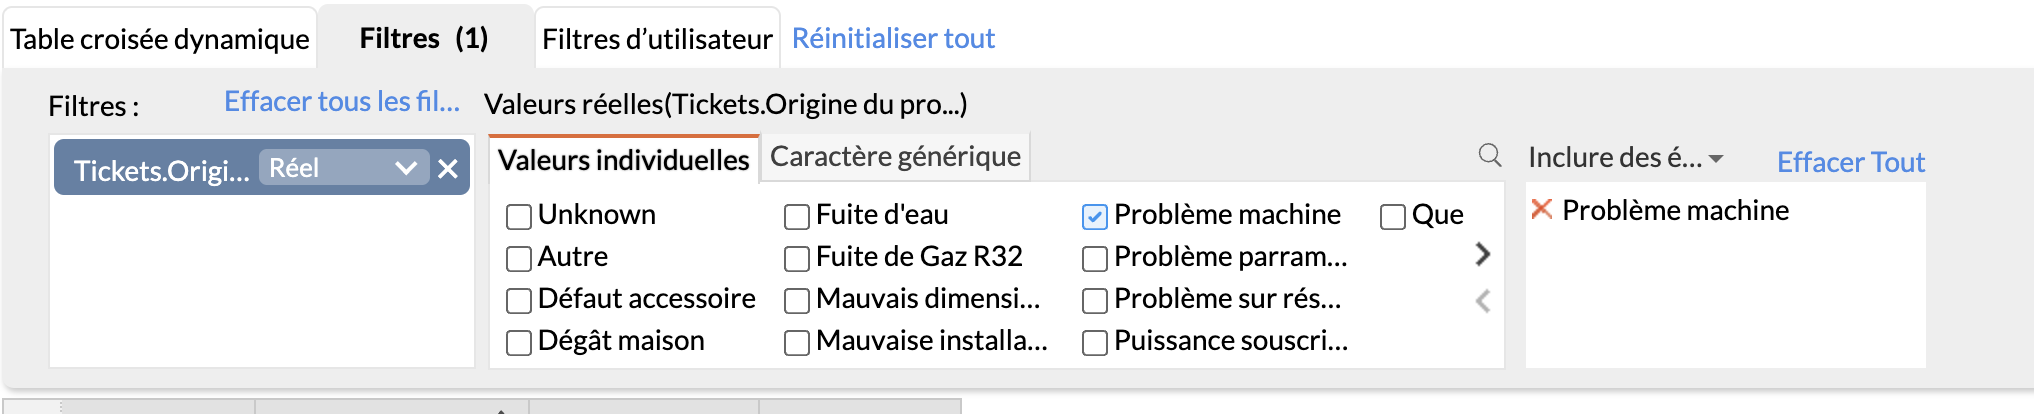 Table croisée dynamique Filtres (1) Filtres d’utilisateur Réinitialiser tout
Filtres : Effacer tous les fil... Valeurs réelles(Tickets.Origine du pro...)
Tickets.Origi... Réel Valeurs individuelles Caractère générique Inclure des é... Effacer Tout
Unknown Fuite d'eau Problème machine Que Problème machine
Autre Fuite de Gaz R32 Problème parram...
Défaut accessoire Mauvais dimensi... Problème sur rés...
Dégât maison Mauvaise installa... Puissance souscri...